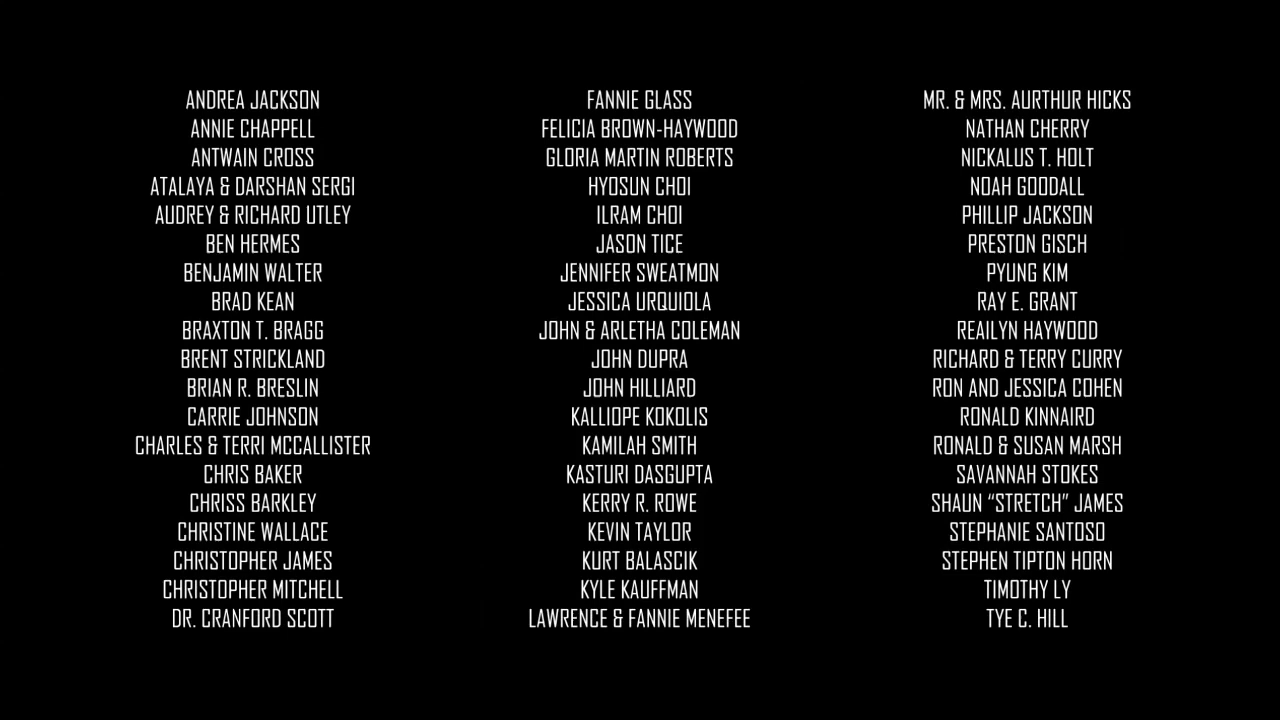 ANDREA JACKSON
ANNIE CHAPPELL
ANTWAIN CROSS
ATALAYA & DARSHAN SERGI
AUDREY & RICHARD UTLEY
BEN HERMES
BENJAMIN WALTER
BRAD KEAN
BRAXTON T. BRAGG
BRENT STRICKLAND
BRIAN R. BRESLIN
CARRIE JOHNSON
CHARLES & TERRI MCCALLISTER
CHRIS BAKER
CHRISS BARKLEY
CHRISTINE WALLACE
CHRISTOPHER JAMES
CHRISTOPHER MITCHELL
DR. CRANFORD SCOTT
FANNIE GLASS
FELICIA BROWN-HAYWOOD
GLORIA MARTIN ROBERTS
HYOSUN CHOI
ILRAM CHOI
JASON TICE
JENNIFER SWEATMON
JESSICA URQUIOLA
JOHN & ARLETHA COLEMAN
JOHN DUPRA
JOHN HILLIARD
KALLIOPE KOKOLIS
KAMILAH SMITH
KASTURI DASGUPTA
KERRY R. ROWE
KEVIN TAYLOR
KURT BALASCIK
KYLE KAUFFMAN
LAWRENCE & FANNIE MENEFEE
MR. & MRS. AURTHUR HICKS
NATHAN CHERRY
NICKALUS T. HOLT
NOAH GOODALL
PHILLIP JACKSON
PRESTON GISCH
PYUNG KIM
RAY E. GRANT
REAILYN HAYWOOD
RICHARD & TERRY CURRY
RON AND JESSICA COHEN
RONALD KINNAIRD
RONALD & SUSAN MARSH
SAVANNAH STOKES
SHAUN “STRETCH” JAMES
STEPHANIE SANTOSO
STEPHEN TIPTON HORN
TIMOTHY LY
TYE C. HILL